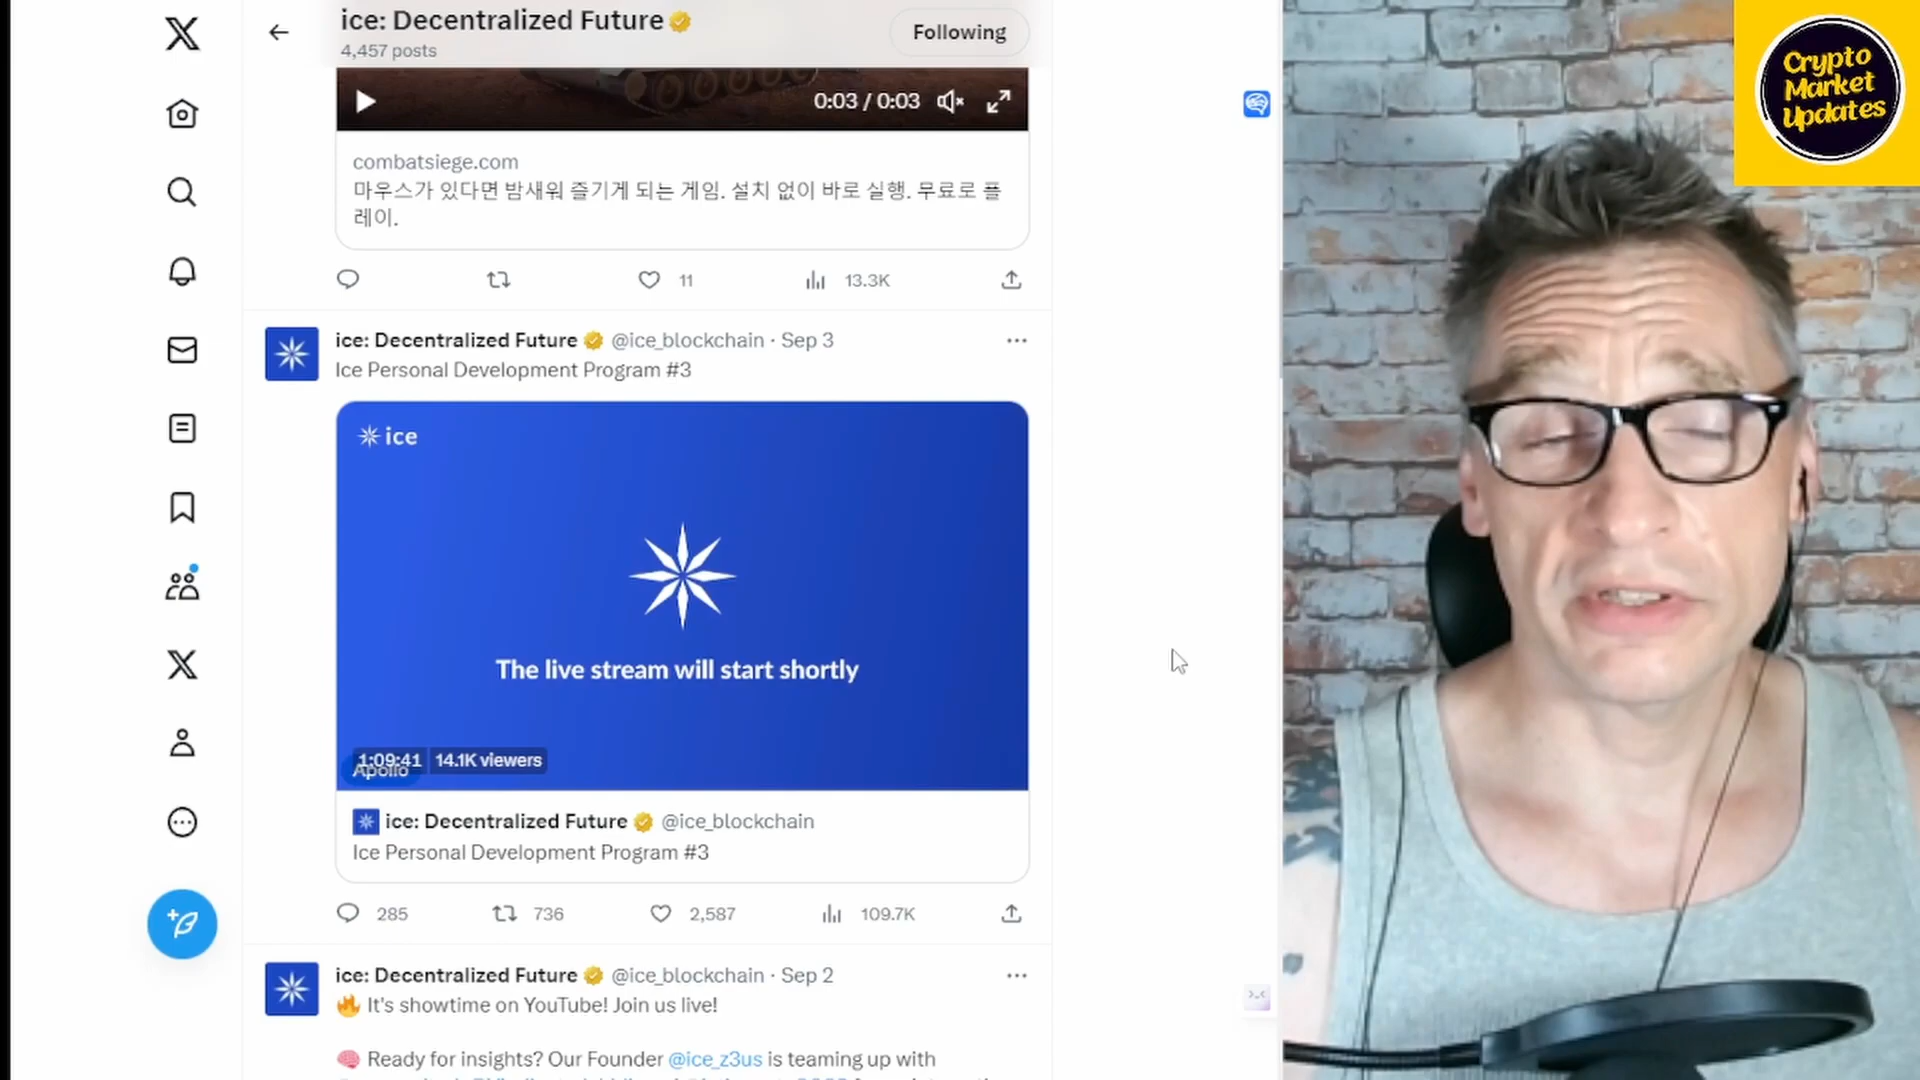 ice: Decentralized Future
4,457 posts
Following
0:03 / 0:03
combatsiege.com
마우스가 있다면 밤새워 즐기게 되는 게임. 설치 없이 바로 실행. 무료로 플
레이.
11
13.3K
ice: Decentralized Future @ice_blockchain · Sep 3
Ice Personal Development Program #3
ice
The live stream will start shortly
1:09:41 14.1K viewers
Apollo
ice: Decentralized Future @ice_blockchain
Ice Personal Development Program #3
285
736
2,587
109.7K
ice: Decentralized Future @ice_blockchain · Sep 2
🔥 It's showtime on YouTube! Join us live!
🧠 Ready for insights? Our Founder @ice_z3us is teaming up with
Crypto
Market
Updates